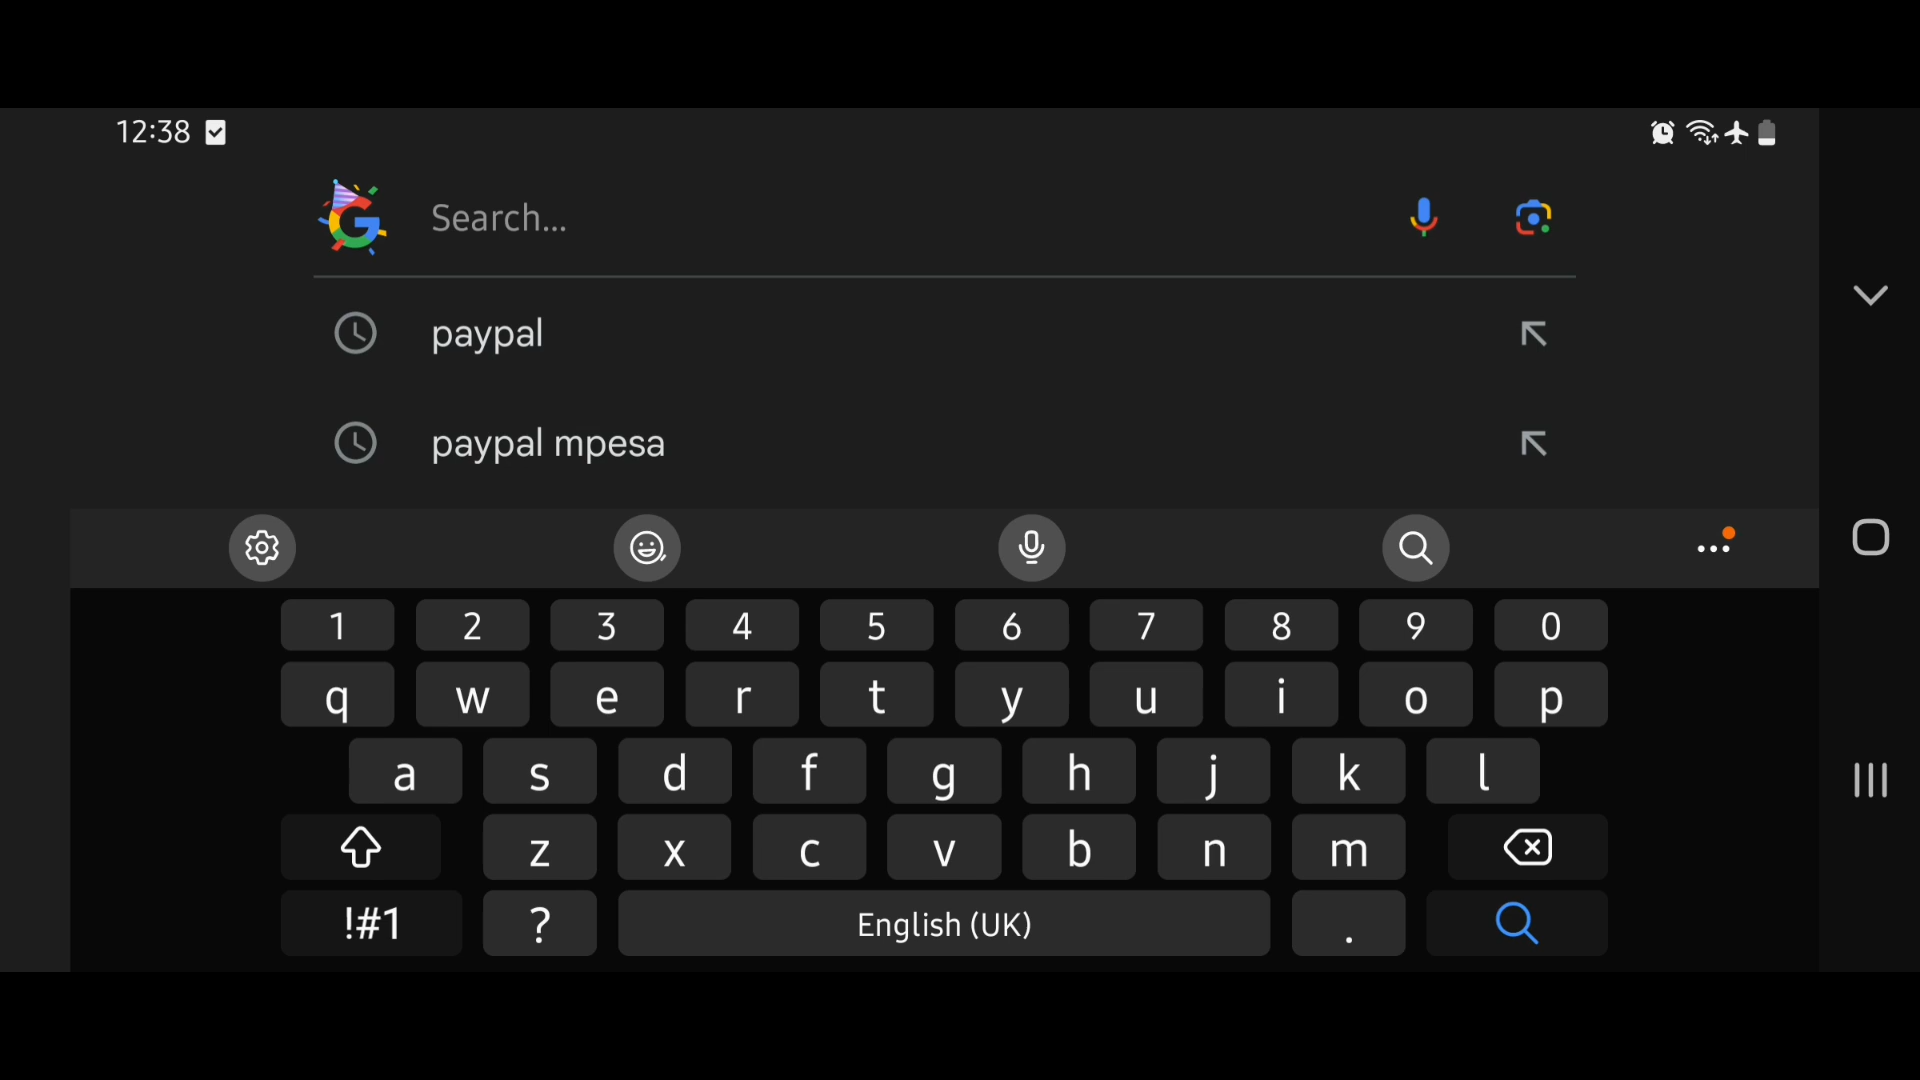 12:38
Search...
paypal
paypal mpesa
1 2 3 4 5 6 7 8 9 0
q w e r t y u i o p
a s d f g h j k l
z x c v b n m
!#1 ? English (UK) .